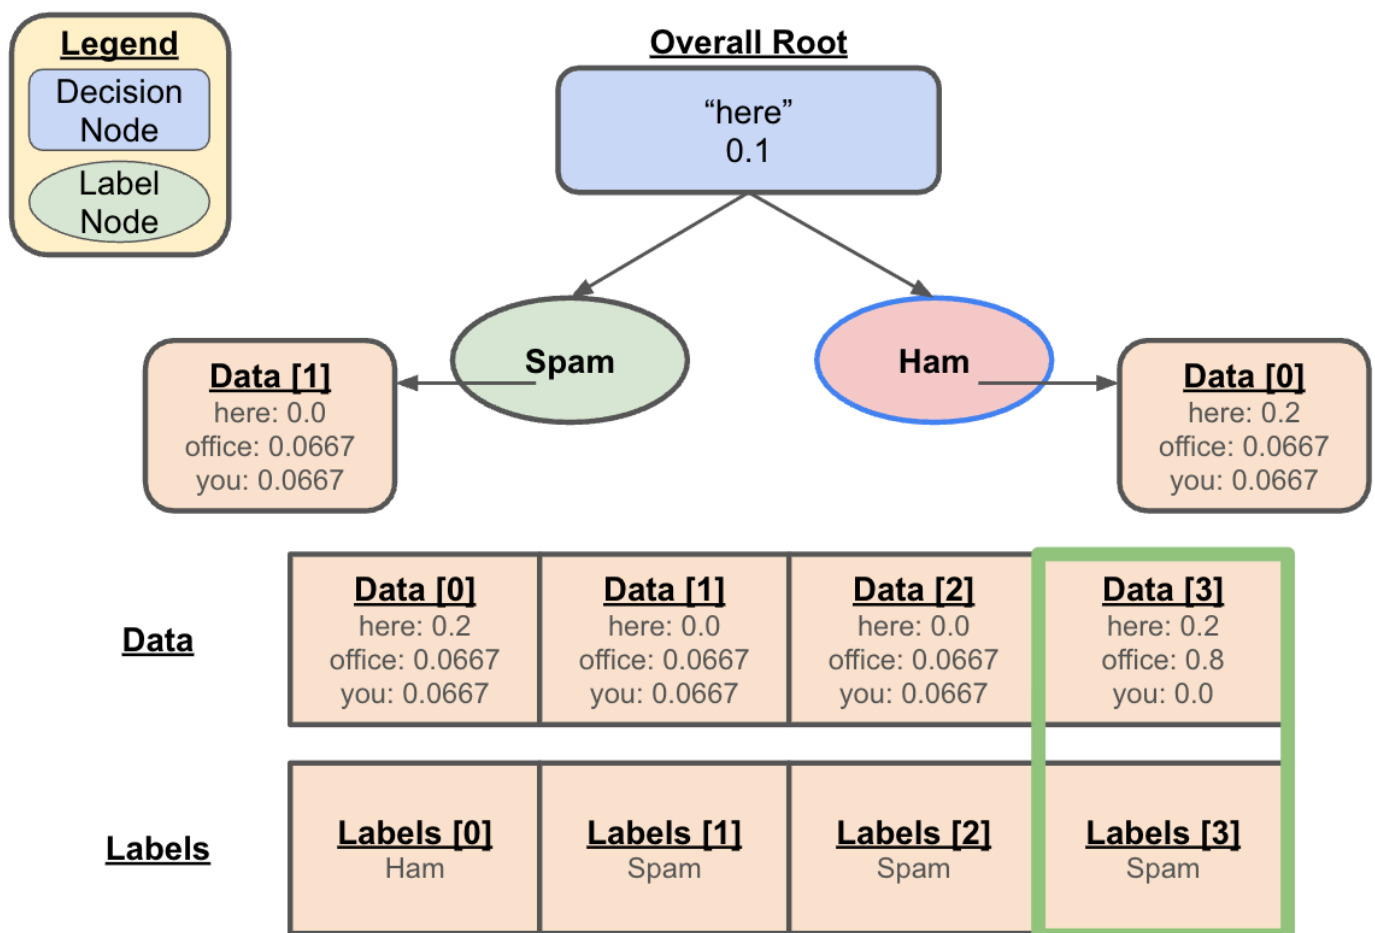 Legend
Decision
Node
Label
Node
Overall Root
“here”
0.1
Spam
Ham
Data [1]
here: 0.0
office: 0.0667
you: 0.0667
Data [0]
here: 0.2
office: 0.0667
you: 0.0667
Data
Data [0]
here: 0.2
office: 0.0667
you: 0.0667
Data [1]
here: 0.0
office: 0.0667
you: 0.0667
Data [2]
here: 0.0
office: 0.0667
you: 0.0667
Data [3]
here: 0.2
office: 0.8
you: 0.0
Labels
Labels [0]
Ham
Labels [1]
Spam
Labels [2]
Spam
Labels [3]
Spam